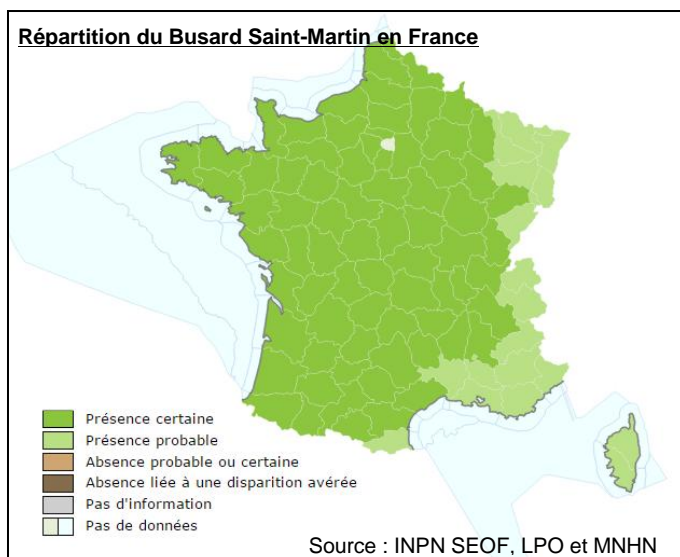 Répartition du Busard Saint-Martin en France
Présence certaine
Présence probable
Absence probable ou certaine
Absence liée à une disparition avérée
Pas d'information
Pas de données
Source : INPN SEOF, LPO et MNHN